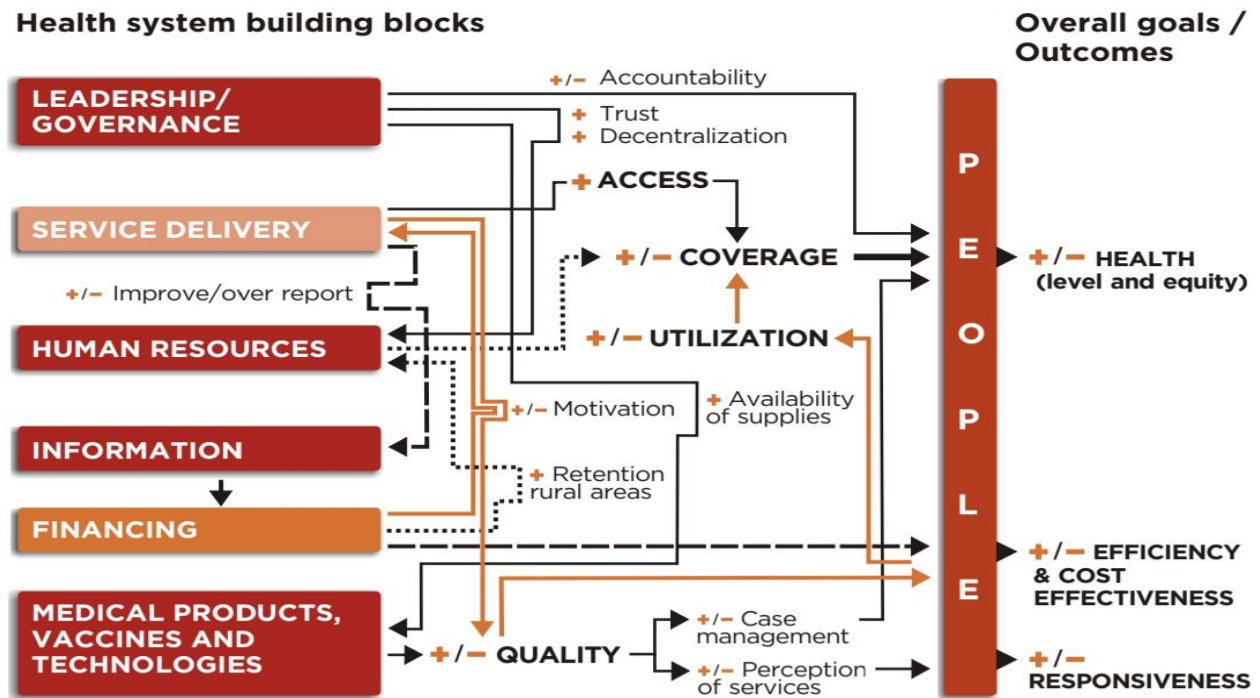 Health system building blocks
Overall goals /
Outcomes
LEADERSHIP/
GOVERNANCE
+/− Accountability
+ Trust
+ Decentralization
+ ACCESS
SERVICE DELIVERY
+/− COVERAGE
+/− HEALTH
(level and equity)
+/− Improve/over report
HUMAN RESOURCES
+/− UTILIZATION
+/− Motivation
+ Availability
of supplies
INFORMATION
+ Retention
rural areas
FINANCING
+/− EFFICIENCY
& COST
EFFECTIVENESS
MEDICAL PRODUCTS,
VACCINES AND
TECHNOLOGIES
+/− QUALITY
+/− Case
management
+/− Perception
of services
+/−
RESPONSIVENESS
P
E
O
P
L
E